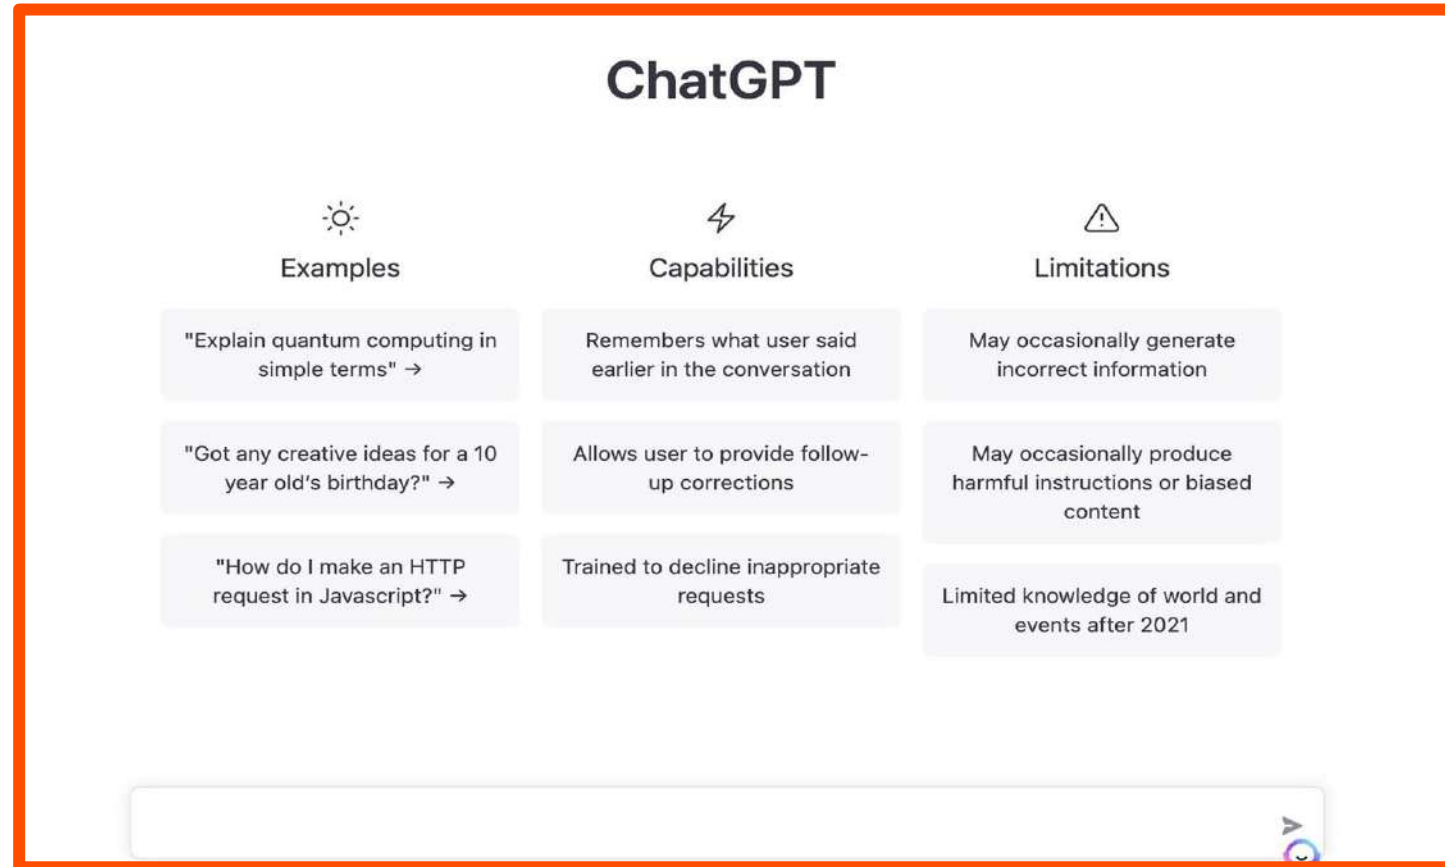 ChatGPT
Examples
"Explain quantum computing in
simple terms" →
"Got any creative ideas for a 10
year old's birthday?" →
"How do I make an HTTP
request in Javascript?" →
Capabilities
Remembers what user said
earlier in the conversation
Allows user to provide follow-
up corrections
Trained to decline inappropriate
requests
Limitations
May occasionally generate
incorrect information
May occasionally produce
harmful instructions or biased
content
Limited knowledge of world and
events after 2021